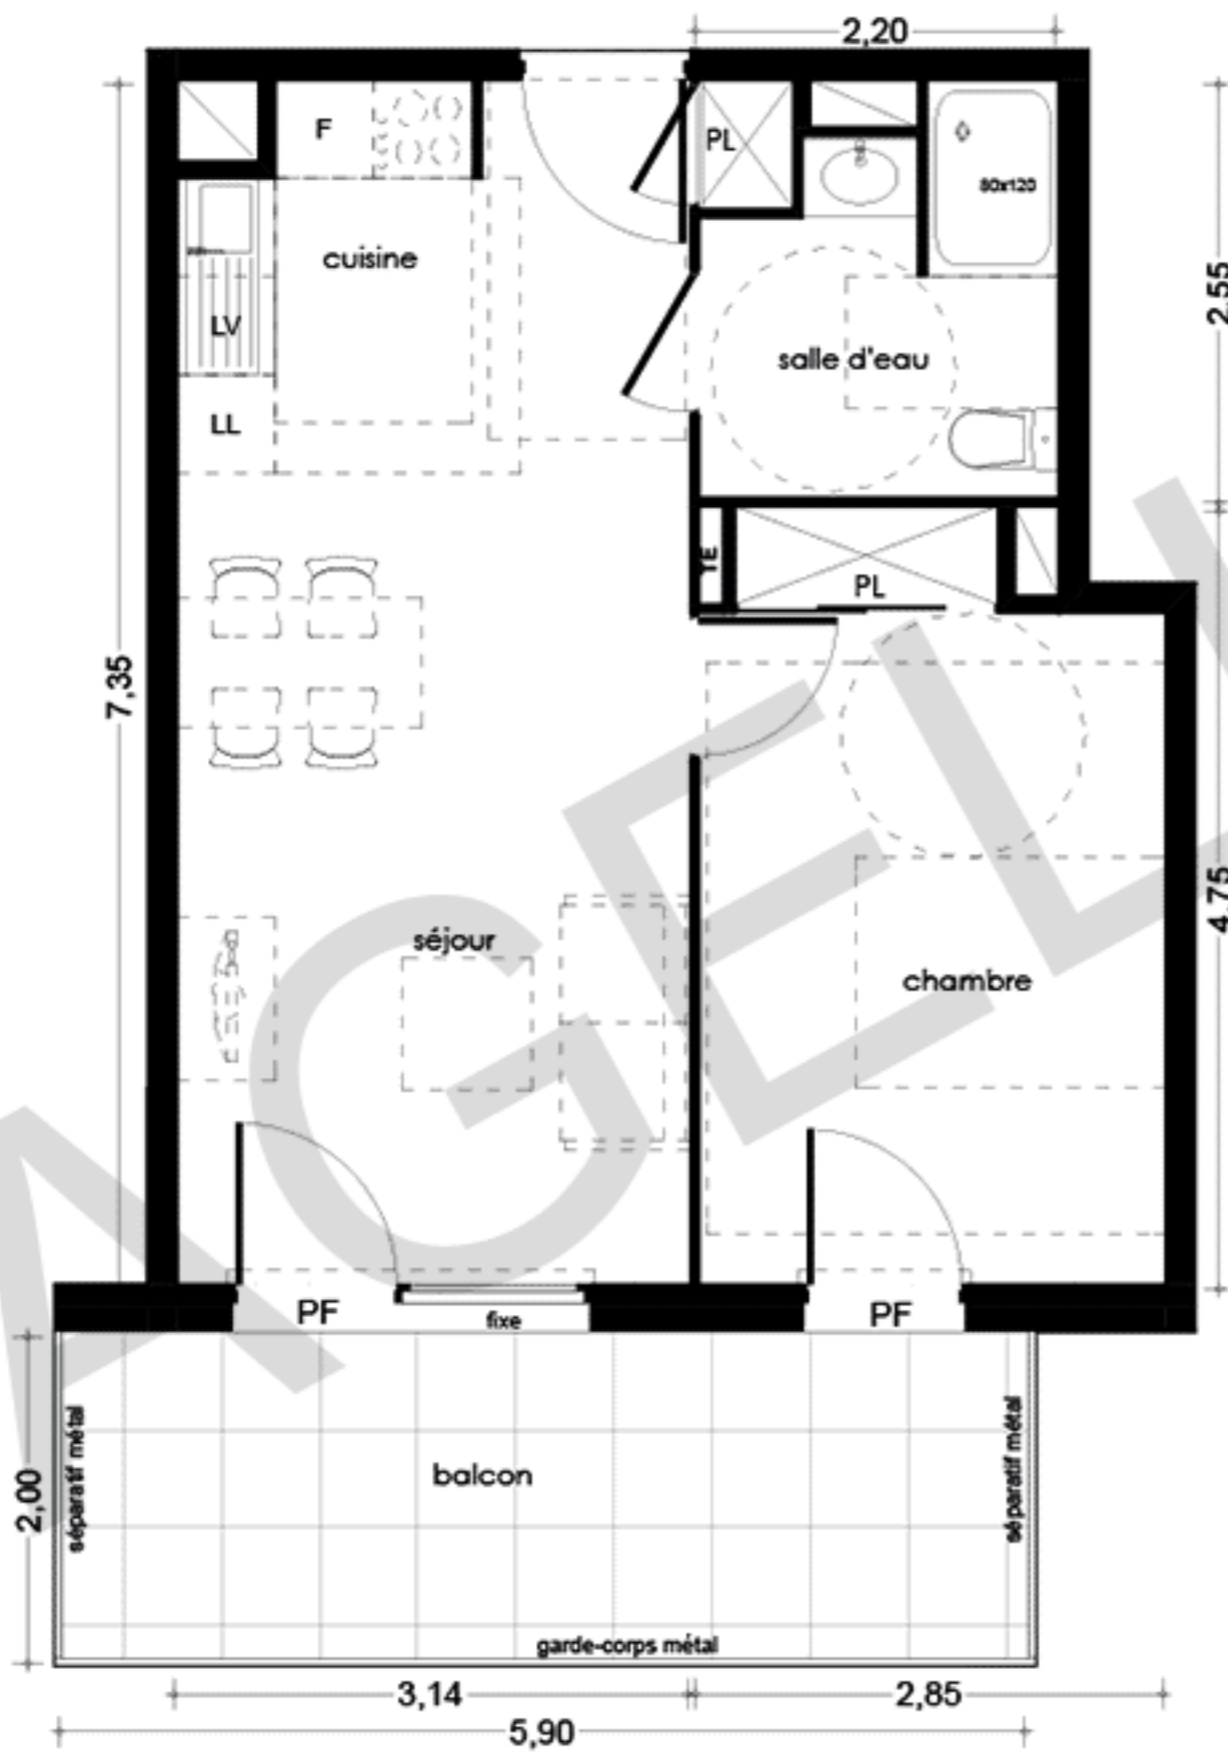 2,20
F
PL
80x120
cuisine
2,55
LV
salle d'eau
LL
TE
PL
7,35
4,75
séjour
chambre
PF
fixe
PF
séparatif métal
séparatif métal
balcon
2,00
garde-corps métal
3,14
2,85
5,90